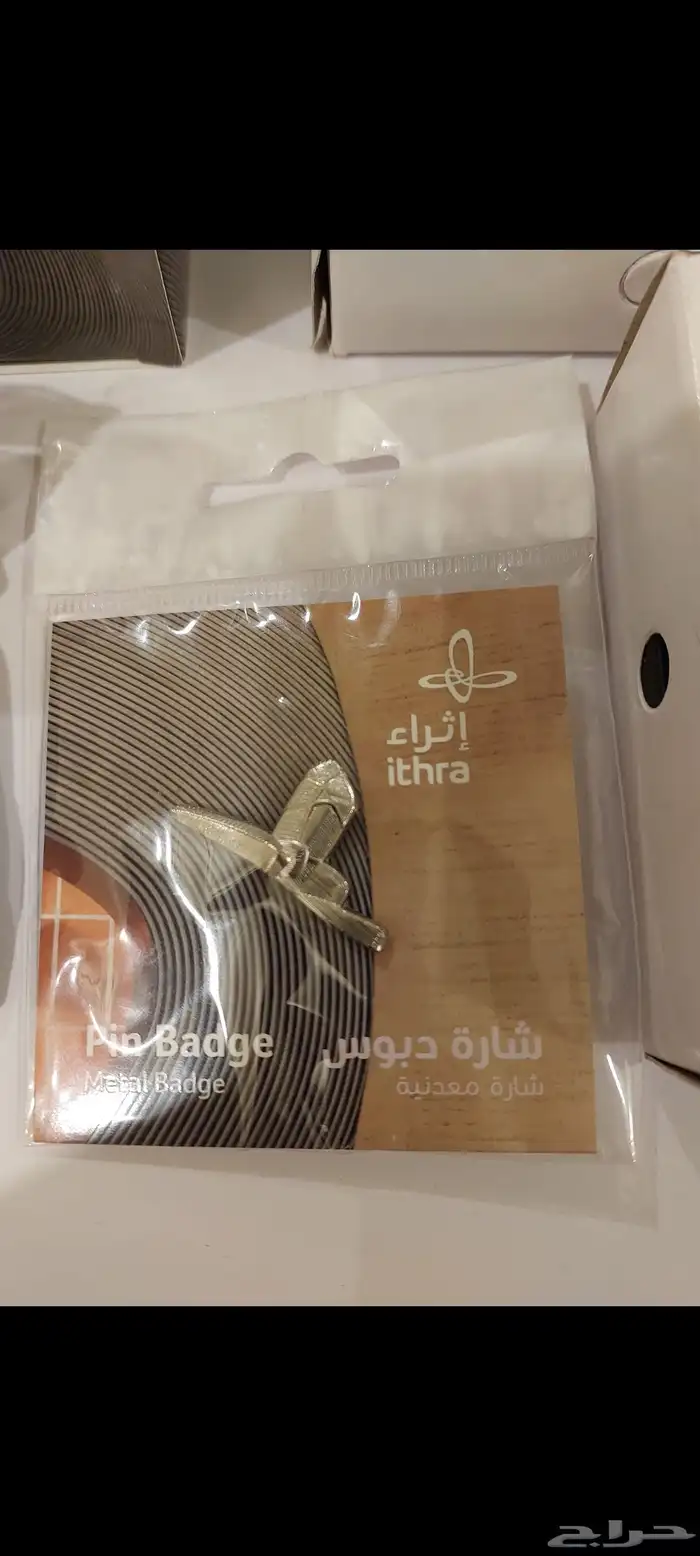 إثراء
ithra
Pin Badge
شارة دبوس
Metal Badge
شارة معدنية
حراج